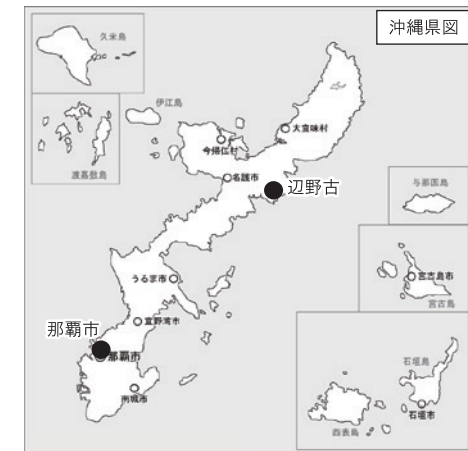 沖縄県図
久米島
伊江島
渡嘉敷島
大宜味村
今帰仁村
名護市
辺野古
与那国島
うるま市
宮古島市
宮古島
宜野湾市
那覇市
那覇市
南城市
石垣島
石垣市
西表島